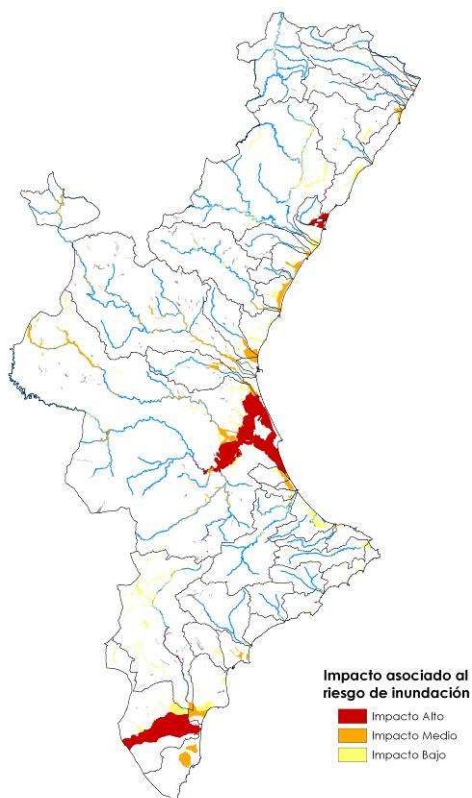 Impacto asociado al
riesgo de inundación
Impacto Alto
Impacto Medio
Impacto Bajo